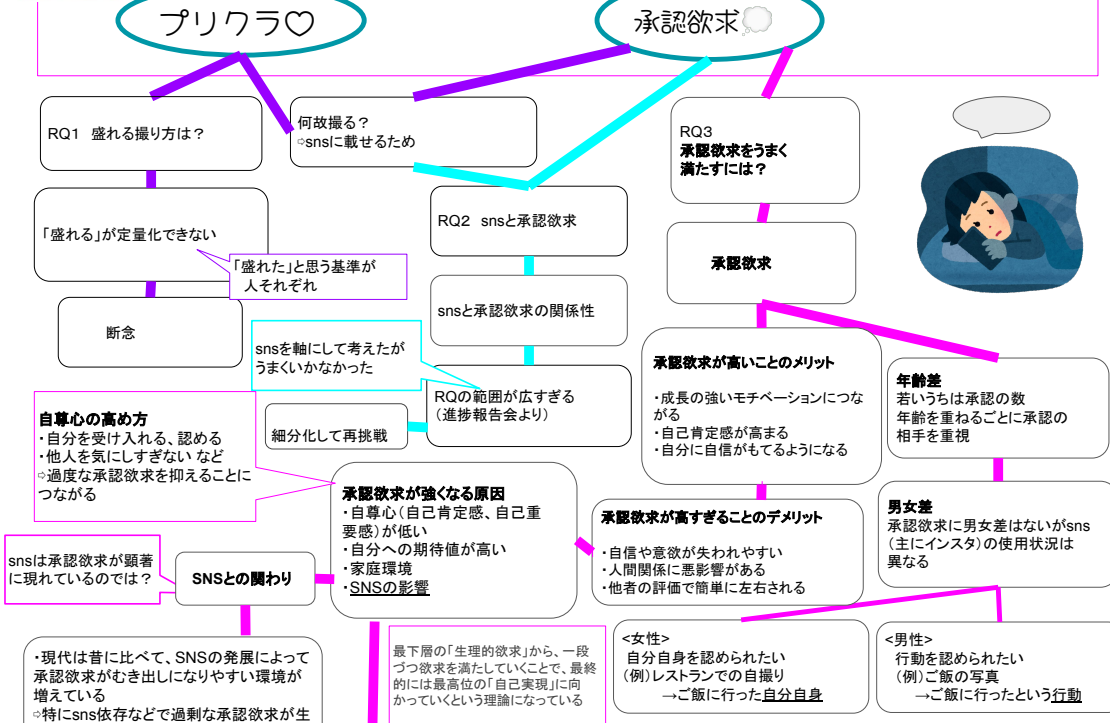 プリクラ♡
承認欲求
RQ1 盛れる撮り方は？
何故撮る？
⇨snsに載せるため
RQ3
承認欲求をうまく
満たすには？
「盛れる」が定量化できない
「盛れた」と思う基準が
人それぞれ
断念
RQ2 snsと承認欲求
snsと承認欲求の関係性
snsを軸にして考えたが
うまくいかなかった
RQの範囲が広すぎる
（進捗報告会より）
細分化して再挑戦
承認欲求
承認欲求が高いことのメリット
・成長の強いモチベーションにつな
がる
・自己肯定感が高まる
・自分に自信がもてるようになる
年齢差
若いうちは承認の数
年齢を重ねるごとに承認の
相手を重視
自尊心の高め方
・自分を受け入れる、認める
・他人を気にしすぎない など
⇨過度な承認欲求を抑えることに
つながる
承認欲求が強くなる原因
・自尊心（自己肯定感、自己重
要感）が低い
・自分への期待値が高い
・家庭環境
・SNSの影響
承認欲求が高すぎることのデメリット
・自信や意欲が失われやすい
・人間関係に悪影響がある
・他者の評価で簡単に左右される
男女差
承認欲求に男女差はないがsns
（主にインスタ）の使用状況は
異なる
snsは承認欲求が顕著
に現れているのでは？
SNSとの関わり
・現代は昔に比べて、SNSの発展によって
承認欲求がむき出しになりやすい環境が
増えている
⇨特にsns依存などで過剰な承認欲求が生
最下層の「生理的欲求」から、一段
づつ欲求を満たしていくことで、最終
的には最高位の「自己実現」に向
かっていくという理論になっている
<女性>
自分自身を認められたい
（例）レストランでの自撮り
→ご飯に行った自分自身
<男性>
行動を認められたい
（例）ご飯の写真
→ご飯に行ったという行動